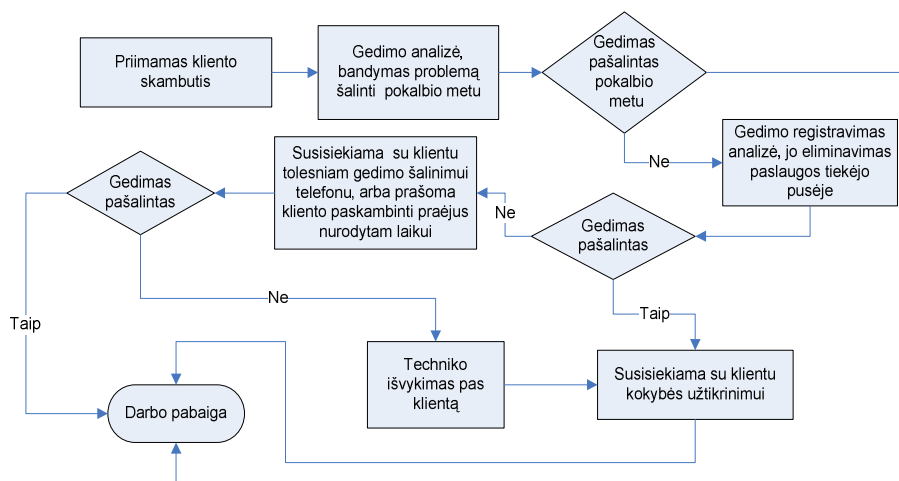 Priimamas kliento
skambutis
Gedimo analizė,
bandymas problemą
šalinti pokalbio metu
Gedimas
pašalintas
pokalbio
metu
Ne
Gedimo registravimas
analizė, jo eliminavimas
paslaugos tiekėjo
pusėje
Gedimas
pašalintas
Ne
Susisiekiama su klientu
tolesniam gedimo šalinimui
telefonu, arba prašoma
kliento paskambinti praėjus
nurodytam laikui
Gedimas
pašalintas
Taip
Ne
Taip
Techniko
išvykimas pas
klientą
Susisiekiama su klientu
kokybės užtikrinimui
Darbo pabaiga